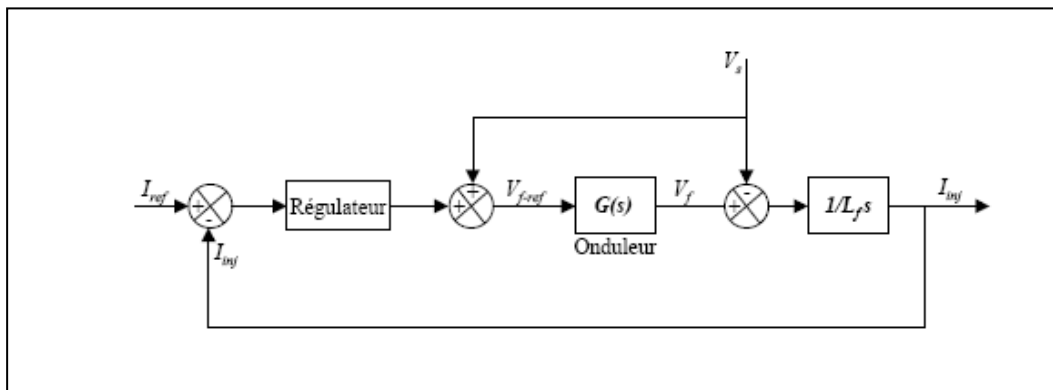 V_s
I_ref
+
-
Régulateur
+
+
V_f-ref
G(s)
V_f
+
-
1/L_f s
I_inj
Onduleur
I_inj